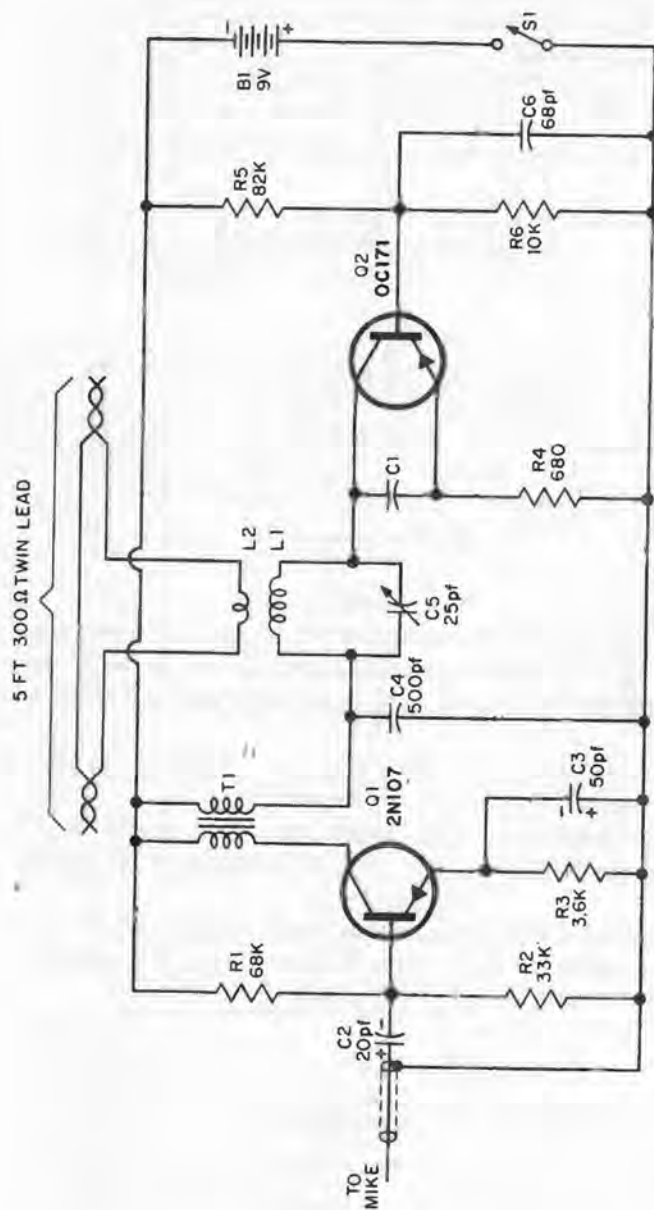 5 FT 300 Ω TWIN LEAD
B1
9V
-
+
S1
R5
82K
C6
68pf
R6
10K
Q2
OC171
L2
L1
C1
R4
680
C5
25pf
C4
500pf
T1
Q1
2N107
C3
50pf
-
+
R3
3.6K
R1
68K
R2
33K
C2
20pf
+
-
TO
MIKE